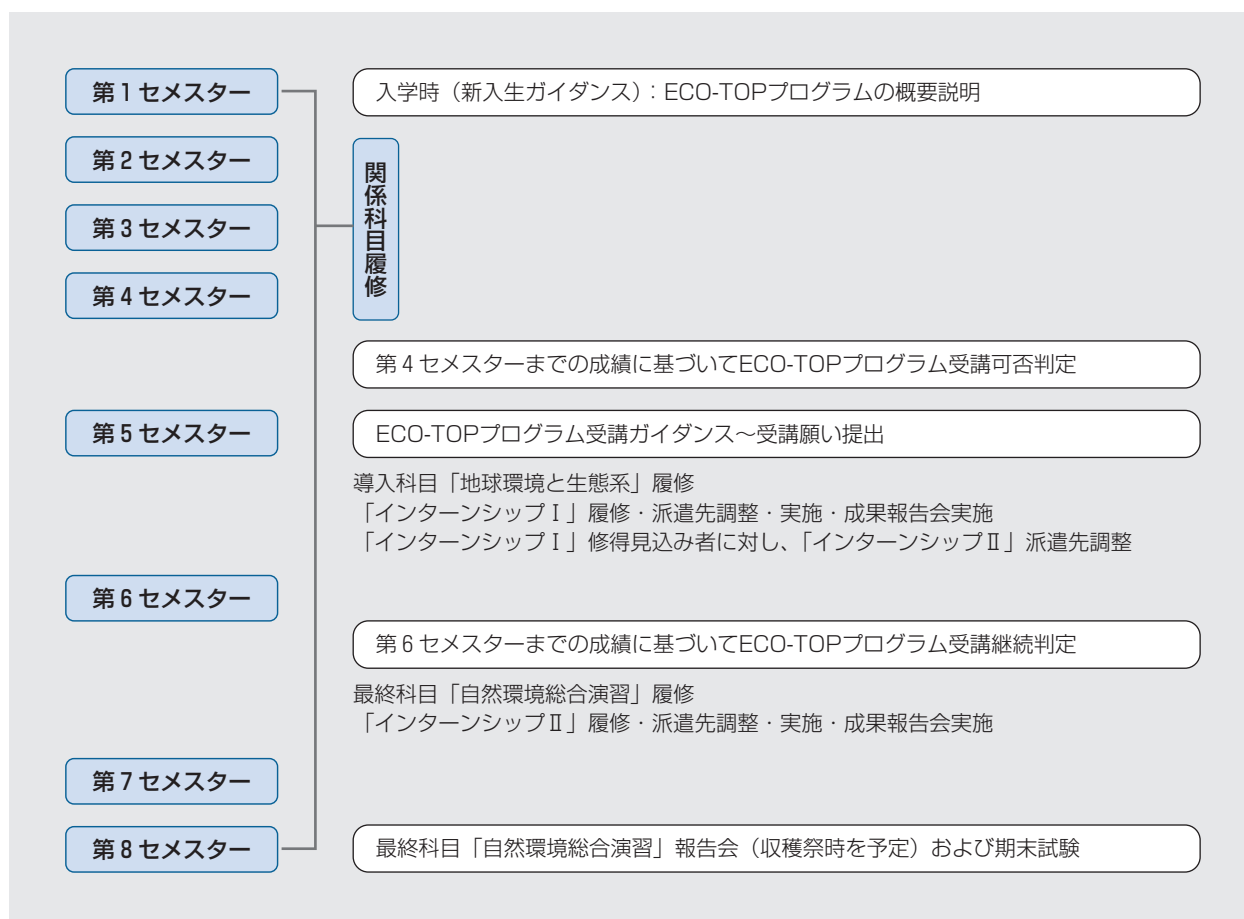 第1セメスター
入学時（新入生ガイダンス）：ECO-TOPプログラムの概要説明
第2セメスター
関係科目履修
第3セメスター
第4セメスター
第4セメスターまでの成績に基づいてECO-TOPプログラム受講可否判定
第5セメスター
ECO-TOPプログラム受講ガイダンス〜受講願い提出
導入科目「地球環境と生態系」履修
「インターンシップⅠ」履修・派遣先調整・実施・成果報告会実施
「インターンシップⅠ」修得見込み者に対し、「インターンシップⅡ」派遣先調整
第6セメスター
第6セメスターまでの成績に基づいてECO-TOPプログラム受講継続判定
最終科目「自然環境総合演習」履修
「インターンシップⅡ」履修・派遣先調整・実施・成果報告会実施
第7セメスター
第8セメスター
最終科目「自然環境総合演習」報告会（収穫祭時を予定）および期末試験